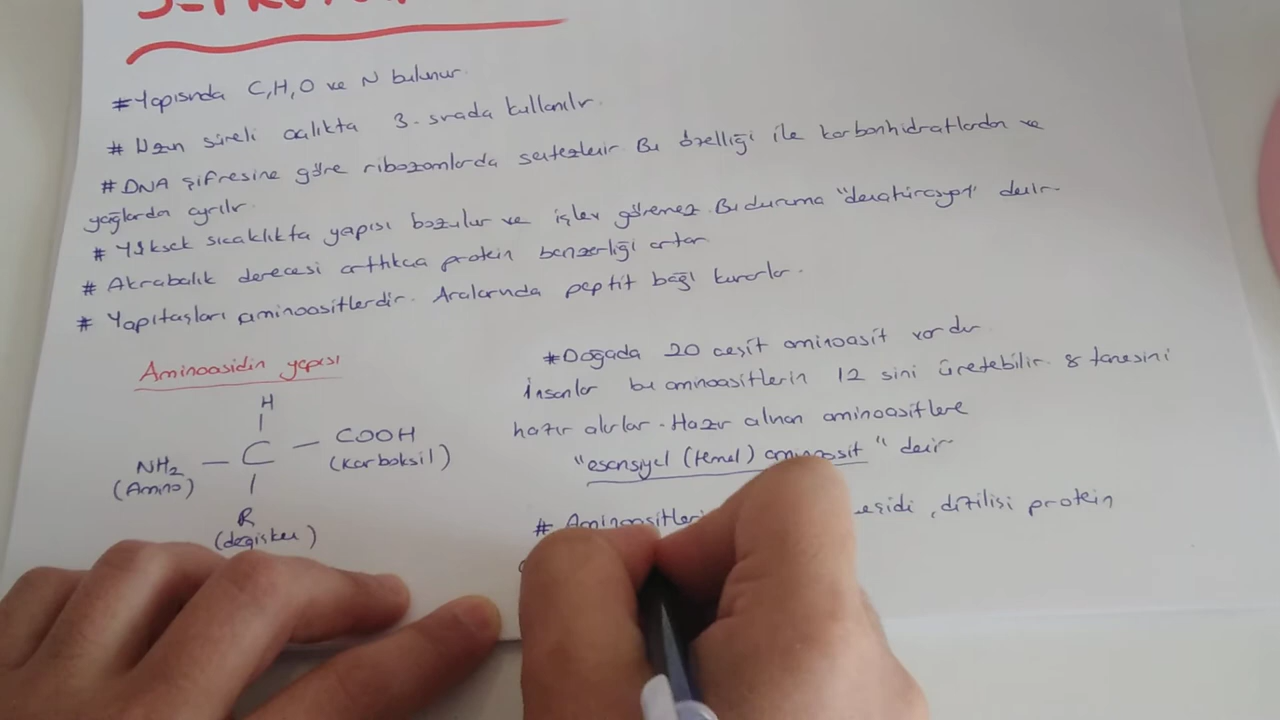 #Yapısında C, H, O ve N bulunur.
# Uzun süreli açlıkta 3. sırada kullanılır.
# DNA şifresine göre ribozomlarda sentezlenir. Bu özelliği ile karbonhidratlardan ve
yağlardan ayrılır.
# Yüksek sıcaklıkta yapısı bozulur ve işlev göremez. Bu duruma "denatürasyon" denir.
# Akrabalık derecesi arttıkça protein benzerliği artar
# Yapıtaşları aminoasitlerdir. Aralarında peptit bağı kurarlar.
Aminoasidin yapısı
H
C — COOH
(Karboksil)
NH2 —
(Amino)
R
(değişken)
#Doğada 20 çeşit aminoasit vardır
İnsanlar bu aminoasitlerin 12 sini üretebilir. 8 tanesini
hazır alırlar. Hazır alınan aminoasitlere
"esansiyel (temel) aminoasit" denir
# Aminoasitleri dizilişi protein